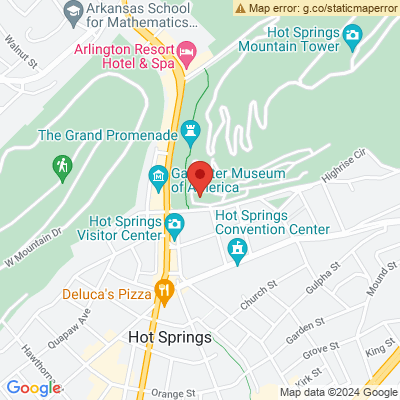 Map error: g.co/staticmaperror
Arkansas School
for Mathematics...
Walnut St
Arlington Resort
Hotel & Spa
Hot Springs
Mountain Tower
The Grand Promenade
Highrise Cir
Gangster Museum
of America
Hot Springs
Visitor Center
Hot Springs
Convention Center
W Mountain Dr
Mound St
Gulpha St
Deluca's Pizza
Church St
Quapaw Ave
Garden St
Hot Springs
Grove St
King St
Hawthorne
Kirk St
Orange St
Google
Map data ©2024 Google